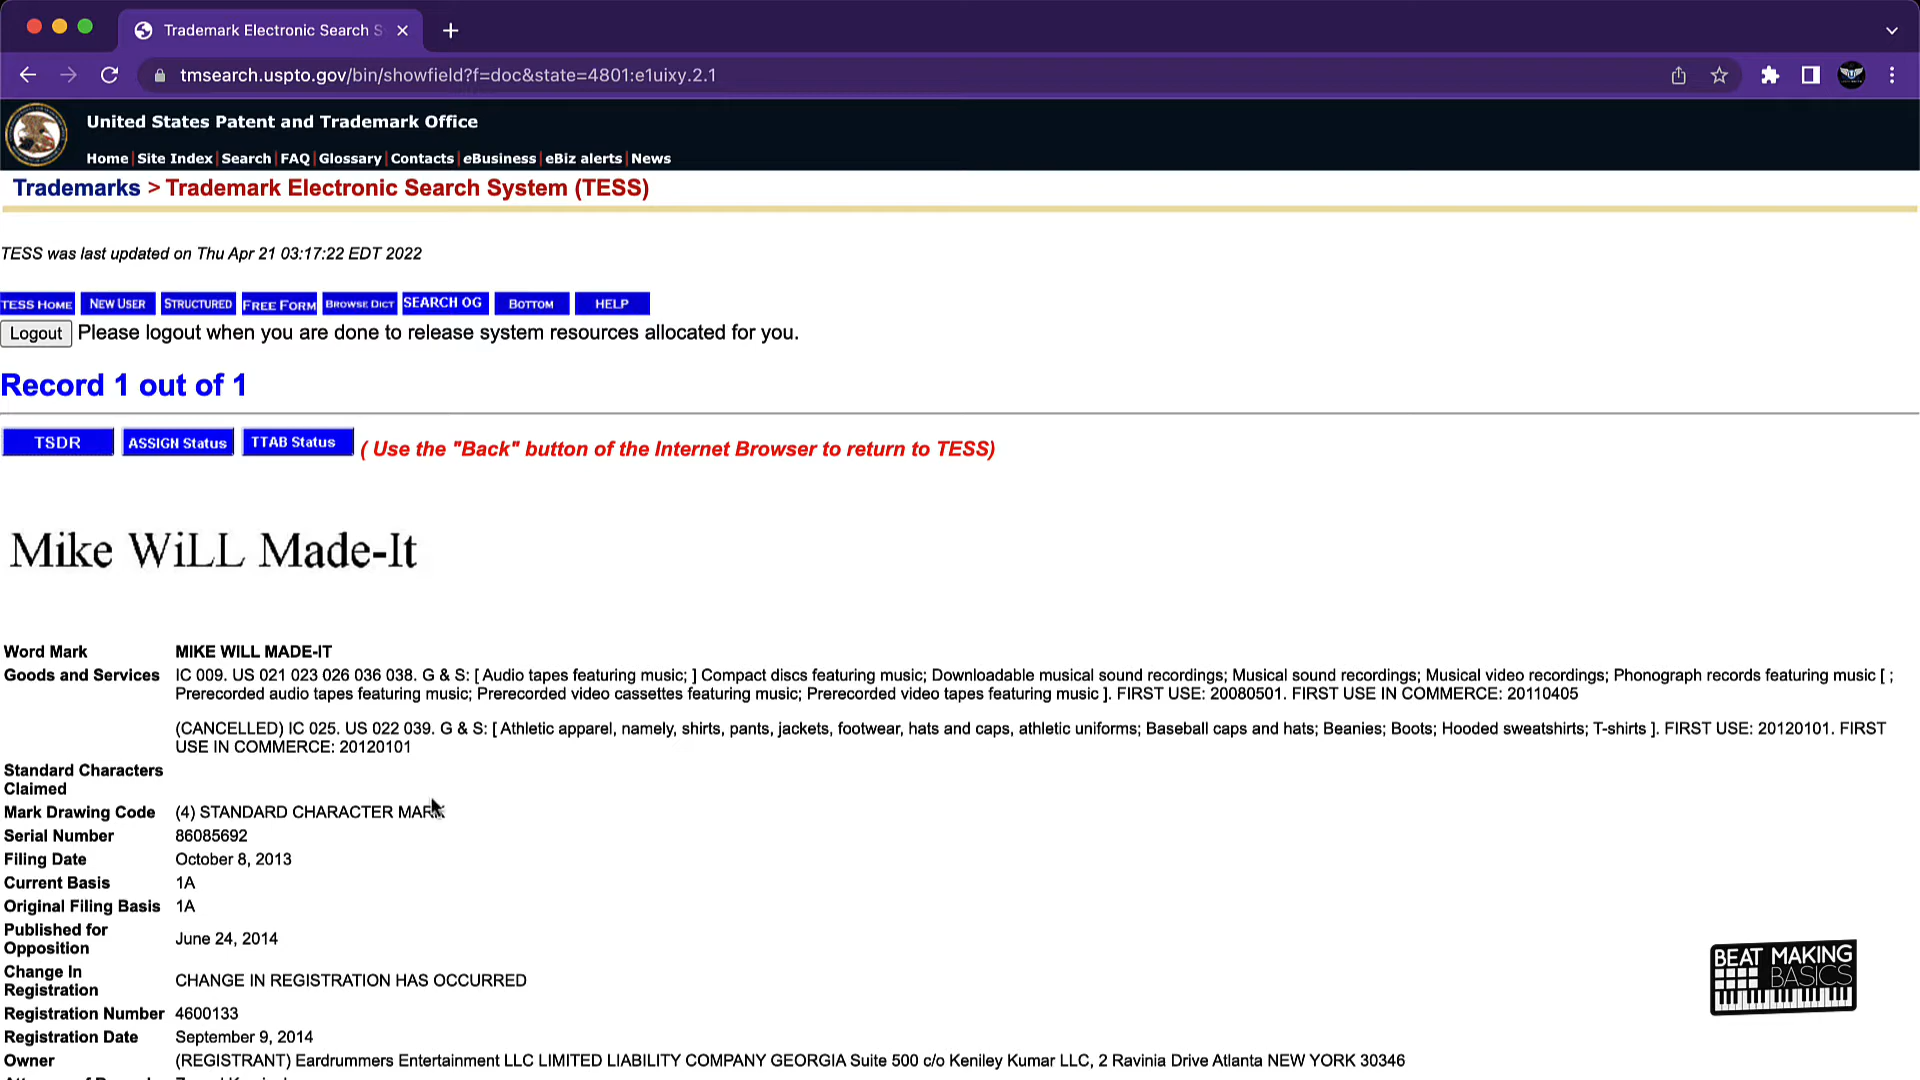 Trademark Electronic Search S
tmsearch.uspto.gov/bin/showfield?f=doc&state=4801:e1uixy.2.1
United States Patent and Trademark Office
Home | Site Index | Search | FAQ | Glossary | Contacts | eBusiness | eBiz alerts | News
Trademarks > Trademark Electronic Search System (TESS)
TESS was last updated on Thu Apr 21 03:17:22 EDT 2022
TESS HOME NEW USER STRUCTURED FREE FORM BROWSE DICT SEARCH OG BOTTOM HELP
Logout Please logout when you are done to release system resources allocated for you.
Record 1 out of 1
TSDR ASSIGN Status TTAB Status ( Use the "Back" button of the Internet Browser to return to TESS)
Mike WiLL Made-It
Word Mark MIKE WILL MADE-IT
Goods and Services IC 009. US 021 023 026 036 038. G & S: [ Audio tapes featuring music; ] Compact discs featuring music; Downloadable musical sound recordings; Musical sound recordings; Musical video recordings; Phonograph records featuring music [ ;
Prerecorded audio tapes featuring music; Prerecorded video cassettes featuring music; Prerecorded video tapes featuring music ]. FIRST USE: 20080501. FIRST USE IN COMMERCE: 20110405
(CANCELLED) IC 025. US 022 039. G & S: [ Athletic apparel, namely, shirts, pants, jackets, footwear, hats and caps, athletic uniforms; Baseball caps and hats; Beanies; Boots; Hooded sweatshirts; T-shirts ]. FIRST USE: 20120101. FIRST
USE IN COMMERCE: 20120101
Standard Characters
Claimed
Mark Drawing Code (4) STANDARD CHARACTER MARK
Serial Number 86085692
Filing Date October 8, 2013
Current Basis 1A
Original Filing Basis 1A
Published for
Opposition June 24, 2014
Change In
Registration CHANGE IN REGISTRATION HAS OCCURRED
Registration Number 4600133
Registration Date September 9, 2014
Owner (REGISTRANT) Eardrummers Entertainment LLC LIMITED LIABILITY COMPANY GEORGIA Suite 500 c/o Keniley Kumar LLC, 2 Ravinia Drive Atlanta NEW YORK 30346
BEAT MAKING
BASICS